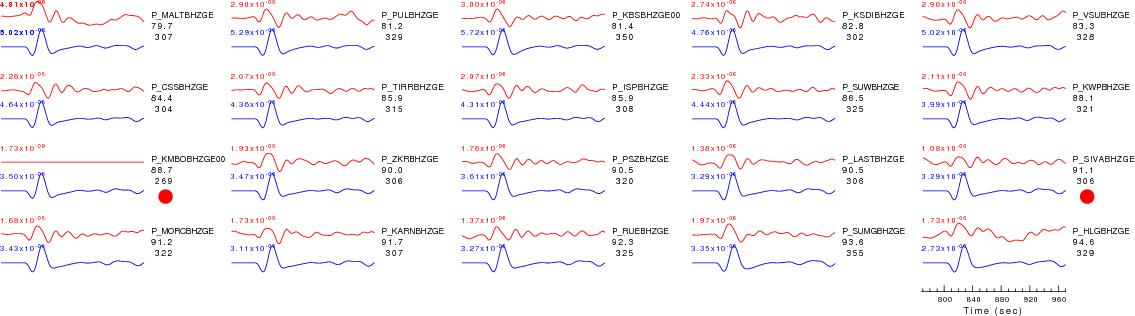 4.81x10-06 P_MALTBHZGE 79.7 307 5.02x10-06
2.90x10-06 P_PULBHZGE 81.2 329 5.29x10-06
3.00x10-06 P_KBSBHZGE00 81.4 350 5.72x10-06
2.74x10-06 P_KSDIBHZGE 82.8 302 4.76x10-06
2.90x10-06 P_VSUBHZGE 83.3 328 5.02x10-06
2.26x10-06 P_CSSBHZGE 84.4 304 4.64x10-06
2.07x10-06 P_TIRRBHZGE 85.9 315 4.36x10-06
2.07x10-06 P_ISPBHZGE 85.9 308 4.31x10-06
2.33x10-06 P_SUWBHZGE 86.5 325 4.44x10-06
2.11x10-06 P_KWPBHZGE 88.1 321 3.99x10-06
1.73x10-09 P_KMBOBHZGE00 88.7 269 3.50x10-06
1.93x10-06 P_ZKRBHZGE 90.0 306 3.47x10-06
1.76x10-06 P_PSZBHZGE 90.5 320 3.61x10-06
1.38x10-06 P_LASTBHZGE 90.5 306 3.29x10-06
1.08x10-06 P_SIVABHZGE 91.1 306 3.29x10-06
1.68x10-06 P_MORCBHZGE 91.2 322 3.43x10-06
1.73x10-06 P_KARNBHZGE 91.7 307 3.11x10-06
1.37x10-06 P_RUEBHZGE 92.3 325 3.27x10-06
1.97x10-06 P_SUMGBHZGE 93.6 355 3.35x10-06
1.73x10-06 P_HLGBHZGE 94.6 329 2.73x10-06
800 840 880 920 960
Time (sec)